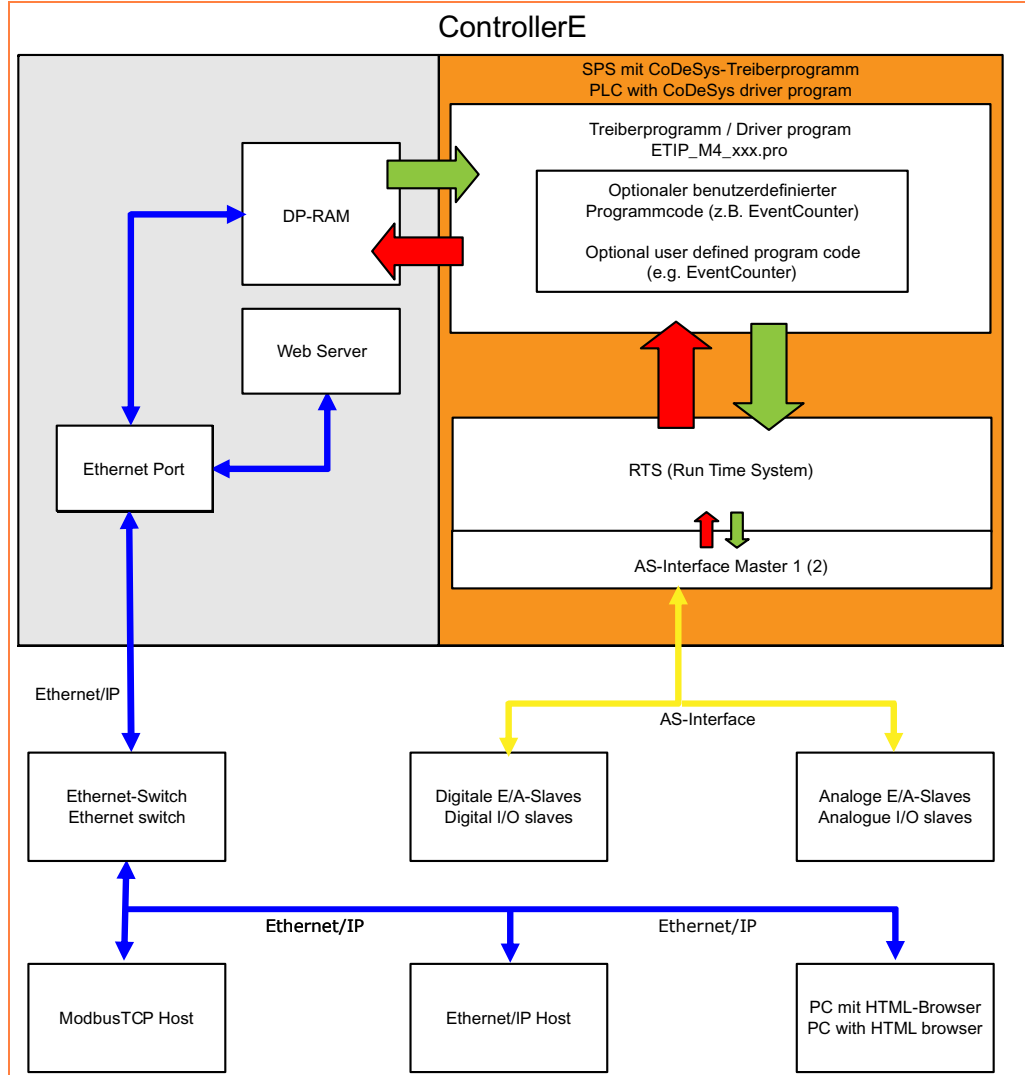 ControllerE
SPS mit CoDeSys-Treiberprogramm
PLC with CoDeSys driver program
Treiberprogramm / Driver program
ETIP_M4_xxx.pro
Optionaler benutzerdefinierter
Programmcode (z.B. EventCounter)
Optional user defined program code
(e.g. EventCounter)
DP-RAM
Web Server
Ethernet Port
RTS (Run Time System)
AS-Interface Master 1 (2)
Ethernet/IP
AS-Interface
Ethernet-Switch
Ethernet switch
Digitale E/A-Slaves
Digital I/O slaves
Analoge E/A-Slaves
Analogue I/O slaves
Ethernet/IP
Ethernet/IP
ModbusTCP Host
Ethernet/IP Host
PC mit HTML-Browser
PC with HTML browser